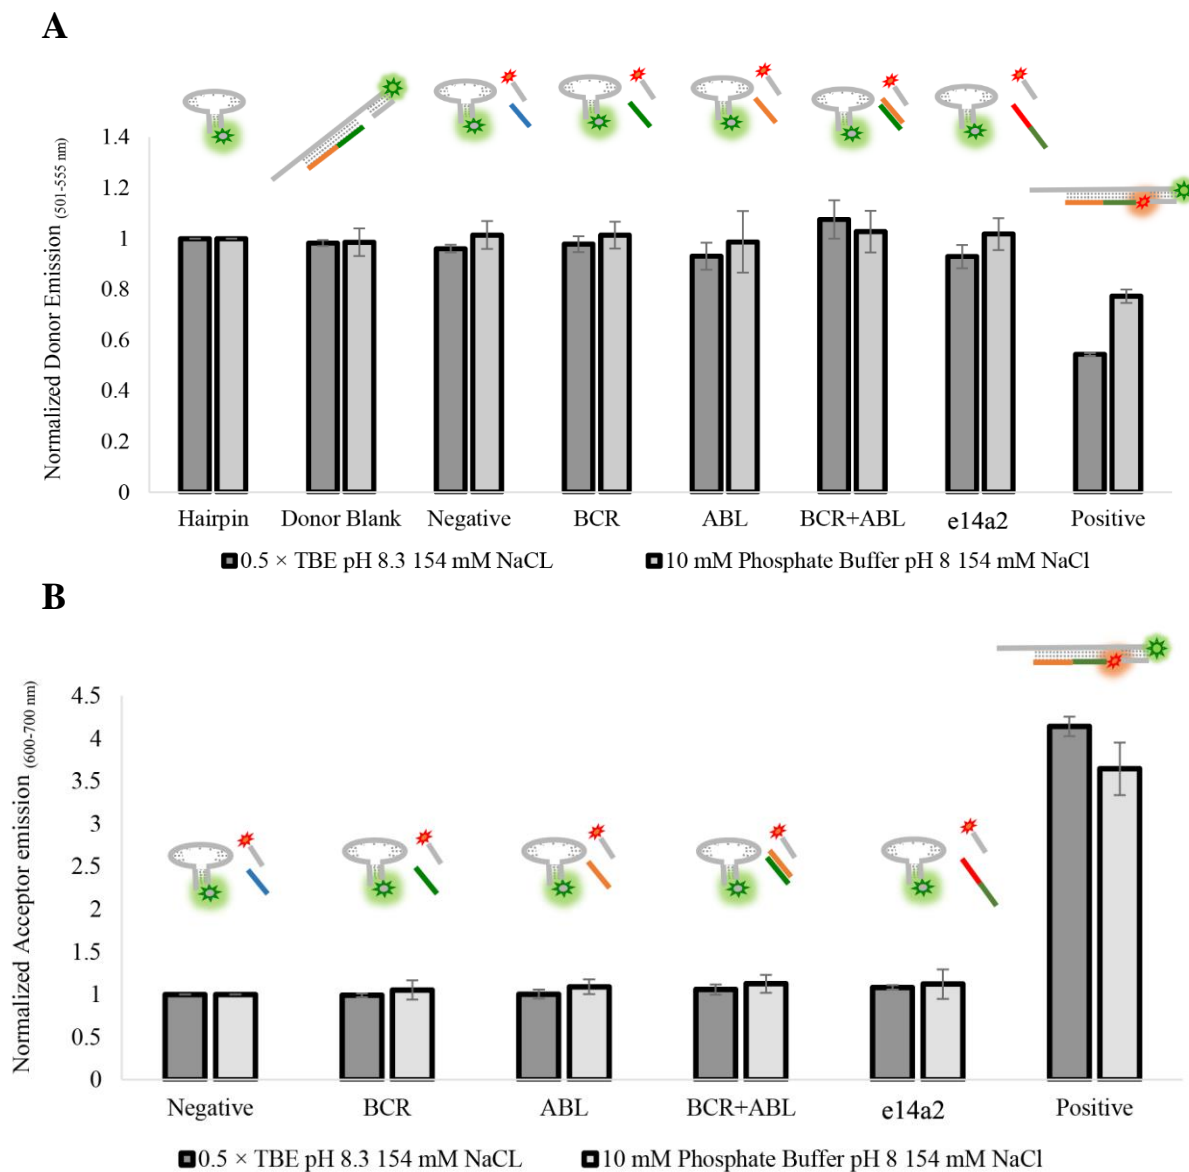 A
1.4
1.2
1
0.8
0.6
0.4
0.2
0
Normalized Donor Emission (501-555 nm)
Hairpin Donor Blank Negative BCR ABL BCR+ABL e14a2 Positive
0.5 × TBE pH 8.3 154 mM NaCL 10 mM Phosphate Buffer pH 8 154 mM NaCl
B
4.5
4
3.5
3
2.5
2
1.5
1
0.5
0
Normalized Acceptor emission (600-700 nm)
Negative BCR ABL BCR+ABL e14a2 Positive
0.5 × TBE pH 8.3 154 mM NaCL 10 mM Phosphate Buffer pH 8 154 mM NaCl